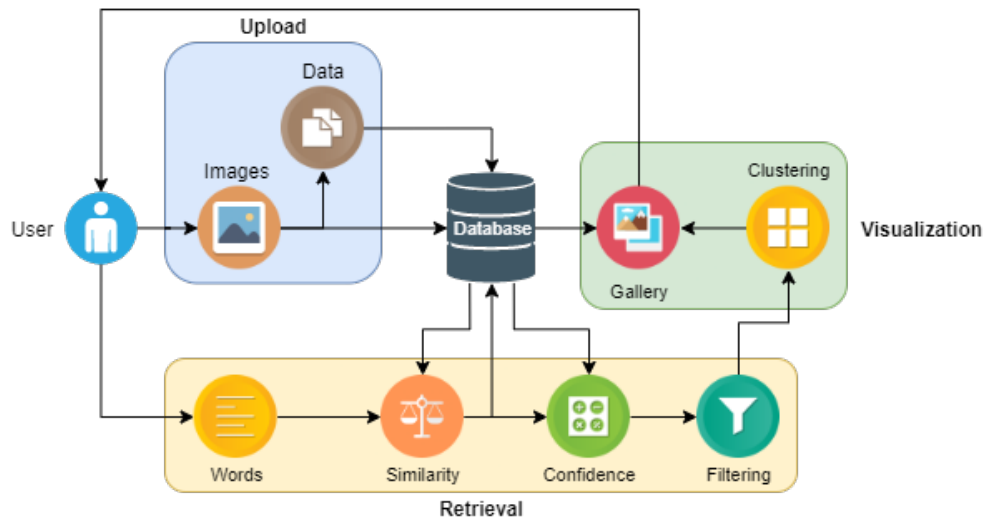 Upload
Data
Images
Clustering
User
Database
Visualization
Gallery
Words
Similarity
Confidence
Filtering
Retrieval